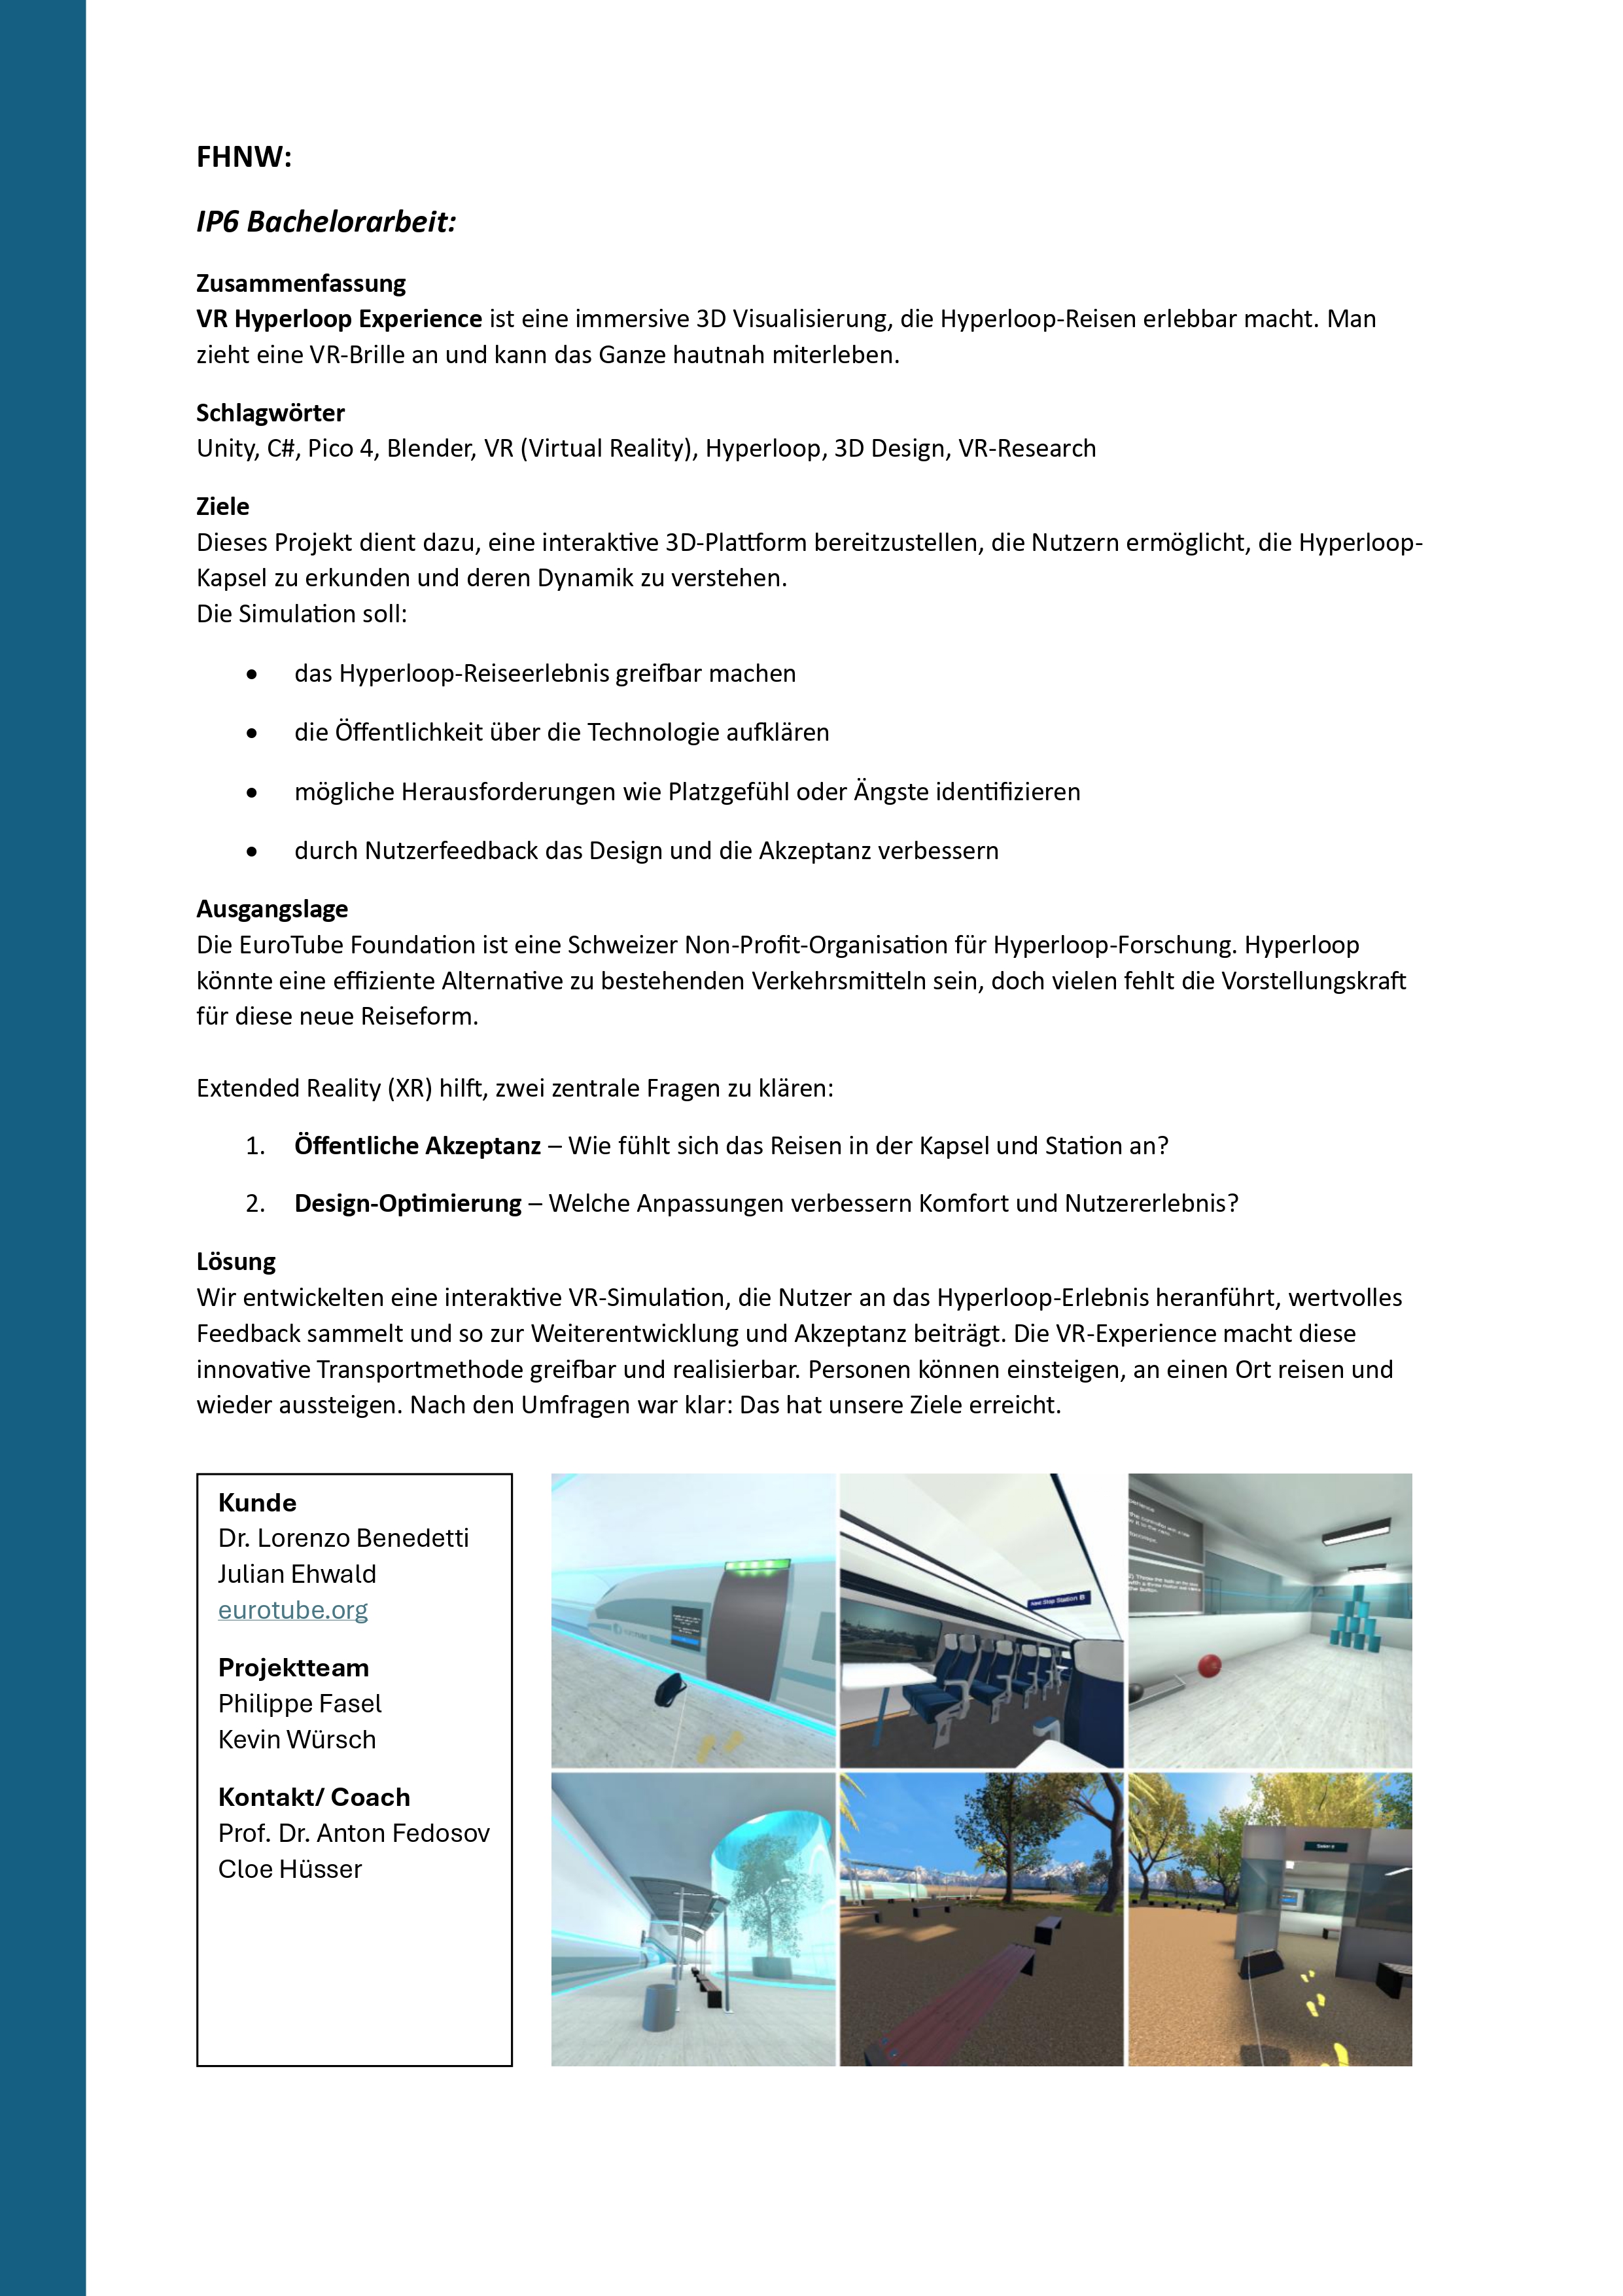 FHNW:
IP6 Bachelorarbeit:
Zusammenfassung
VR Hyperloop Experience ist eine immersive 3D Visualisierung, die Hyperloop-Reisen erlebbar macht. Man
zieht eine VR-Brille an und kann das Ganze hautnah miterleben.
Schlagwörter
Unity, C#, Pico 4, Blender, VR (Virtual Reality), Hyperloop, 3D Design, VR-Research
Ziele
Dieses Projekt dient dazu, eine interaktive 3D-Plattform bereitzustellen, die Nutzern ermöglicht, die Hyperloop-
Kapsel zu erkunden und deren Dynamik zu verstehen.
Die Simulation soll:
• das Hyperloop-Reiseerlebnis greifbar machen
• die Öffentlichkeit über die Technologie aufklären
• mögliche Herausforderungen wie Platzgefühl oder Ängste identifizieren
• durch Nutzerfeedback das Design und die Akzeptanz verbessern
Ausgangslage
Die EuroTube Foundation ist eine Schweizer Non-Profit-Organisation für Hyperloop-Forschung. Hyperloop
könnte eine effiziente Alternative zu bestehenden Verkehrsmitteln sein, doch vielen fehlt die Vorstellungskraft
für diese neue Reiseform.
Extended Reality (XR) hilft, zwei zentrale Fragen zu klären:
1. Öffentliche Akzeptanz – Wie fühlt sich das Reisen in der Kapsel und Station an?
2. Design-Optimierung – Welche Anpassungen verbessern Komfort und Nutzererlebnis?
Lösung
Wir entwickelten eine interaktive VR-Simulation, die Nutzer an das Hyperloop-Erlebnis heranführt, wertvolles
Feedback sammelt und so zur Weiterentwicklung und Akzeptanz beiträgt. Die VR-Experience macht diese
innovative Transportmethode greifbar und realisierbar. Personen können einsteigen, an einen Ort reisen und
wieder aussteigen. Nach den Umfragen war klar: Das hat unsere Ziele erreicht.
Kunde
Dr. Lorenzo Benedetti
Julian Ehwald
eurotube.org
Projektteam
Philippe Fasel
Kevin Würsch
Kontakt/ Coach
Prof. Dr. Anton Fedosov
Cloe Hüsser
Next Stop Station B